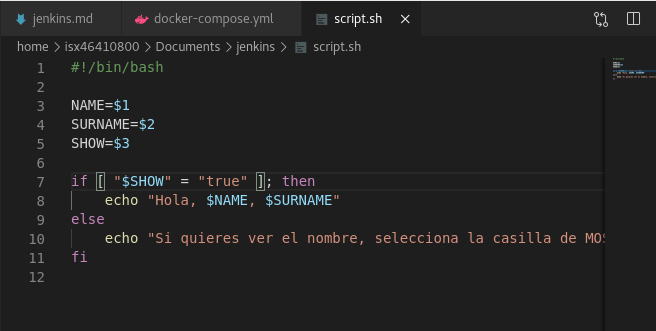 jenkins.md docker-compose.yml script.sh
home > isx46410800 > Documents > jenkins > script.sh
1 #!/bin/bash
2
3 NAME=$1
4 SURNAME=$2
5 SHOW=$3
6
7 if [ "$SHOW" = "true" ]; then
8 echo "Hola, $NAME, $SURNAME"
9 else
10 echo "Si quieres ver el nombre, selecciona la casilla de
11 fi
12